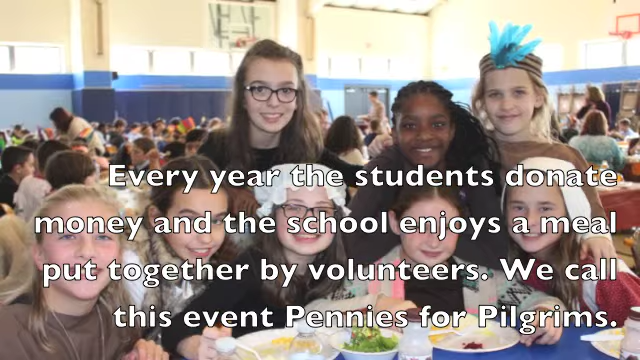 Every year the students donate
money and the school enjoys a meal
put together by volunteers. We call
this event Pennies for Pilgrims.